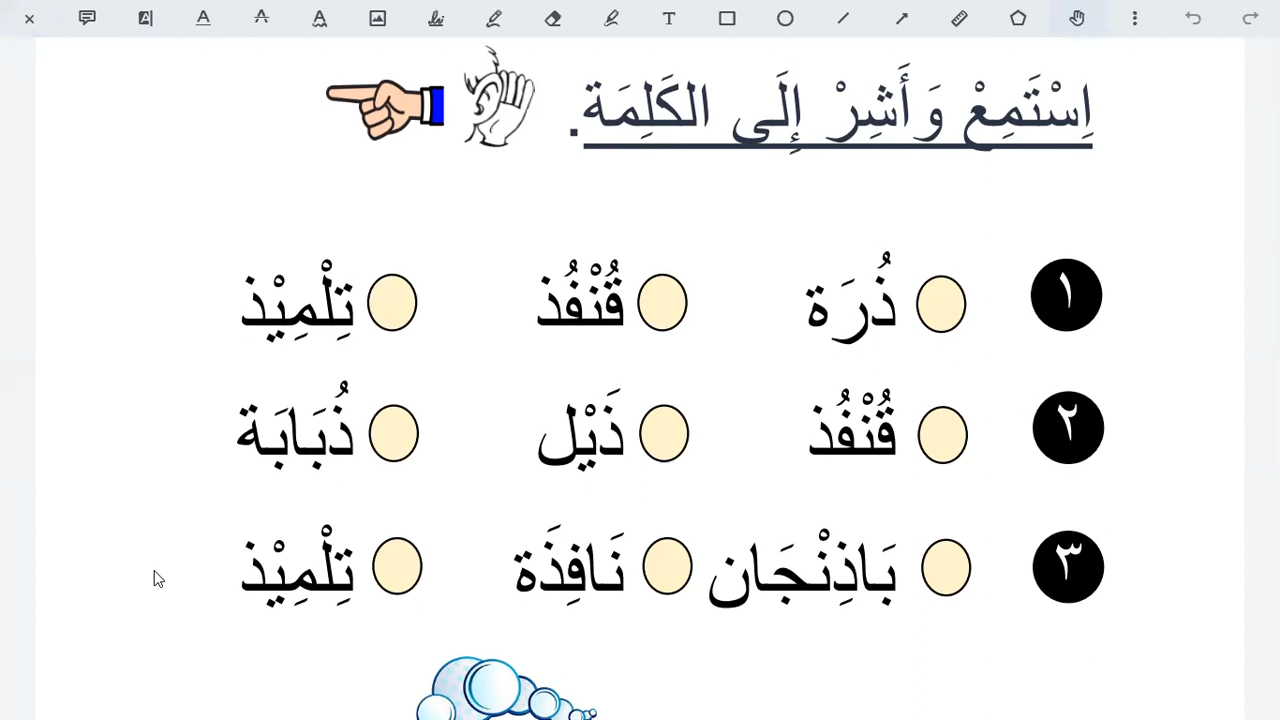 اِسْتَمِعْ وَأَشِرْ إِلَى الكَلِمَة.
١ ذُرَة قُنْفُذ تِلْمِيْذ
٢ قُنْفُذ ذَيْل ذُبَابَة
٣ بَاذِنْجَان نَافِذَة تِلْمِيْذ